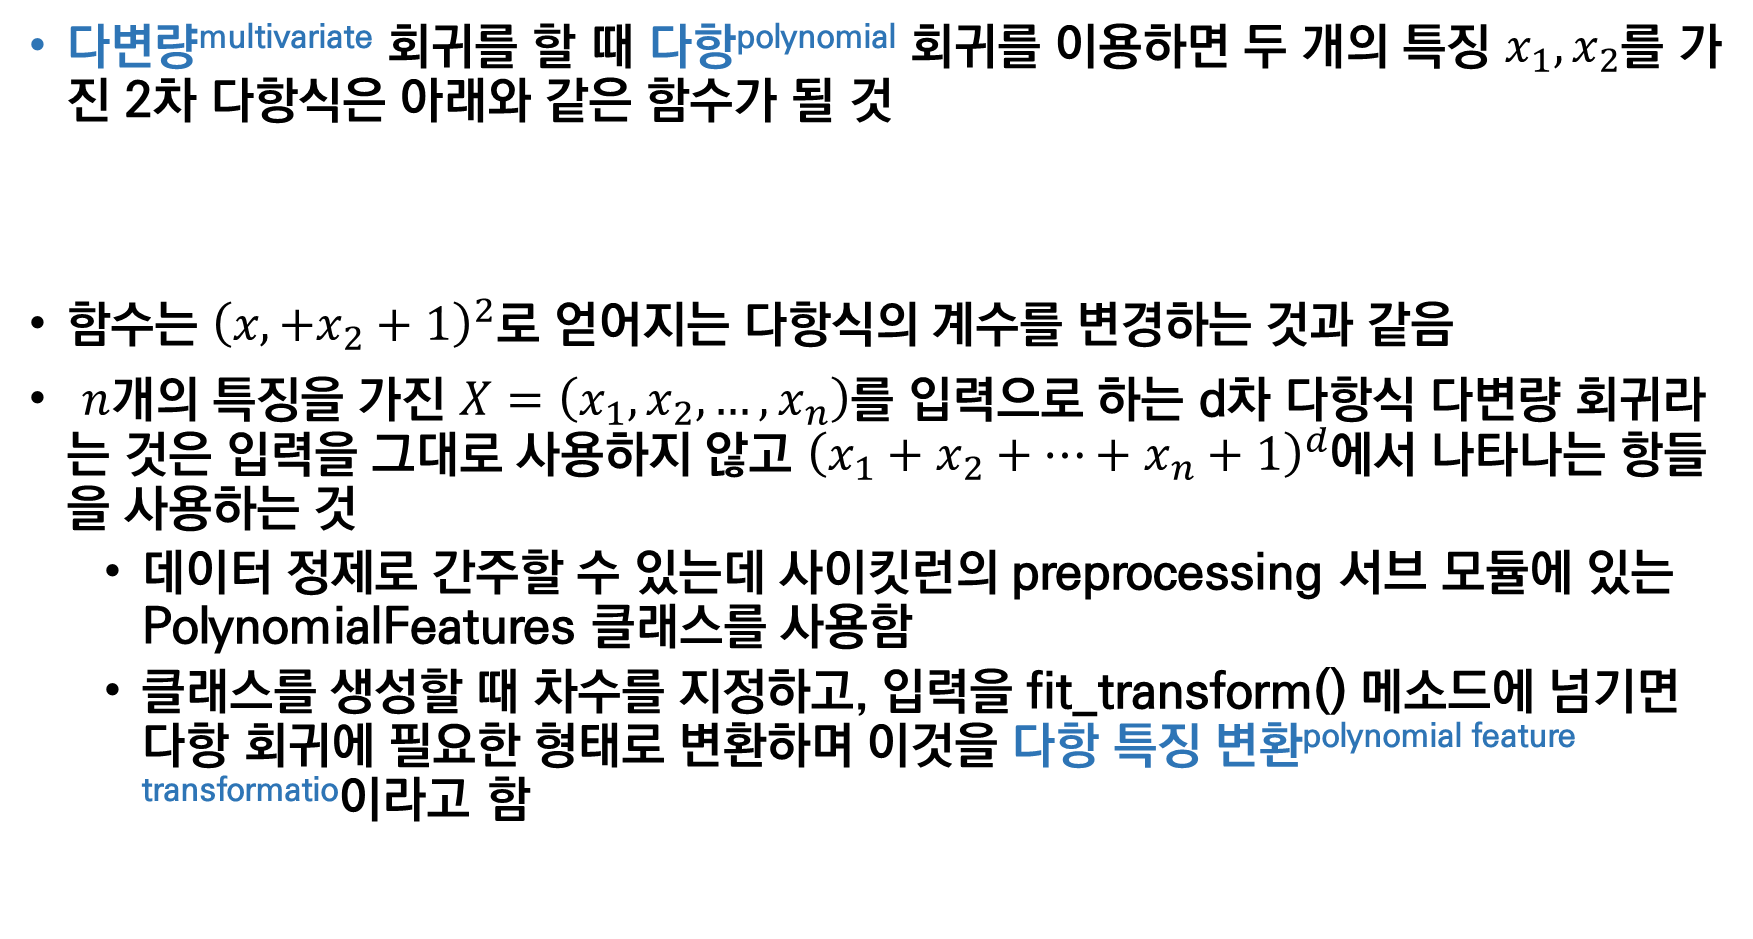 • 다변량multivariate 회귀를 할 때 다항polynomial 회귀를 이용하면 두 개의 특징 x₁, x₂를 가
진 2차 다항식은 아래와 같은 함수가 될 것
• 함수는 (x, +x₂ + 1)²로 얻어지는 다항식의 계수를 변경하는 것과 같음
• n개의 특징을 가진 X = (x₁, x₂, … , xₙ)를 입력으로 하는 d차 다항식 다변량 회귀라
는 것은 입력을 그대로 사용하지 않고 (x₁ + x₂ + ⋯ + xₙ + 1)ᵈ에서 나타나는 항들
을 사용하는 것
• 데이터 정제로 간주할 수 있는데 사이킷런의 preprocessing 서브 모듈에 있는
PolynomialFeatures 클래스를 사용함
• 클래스를 생성할 때 차수를 지정하고, 입력을 fit_transform() 메소드에 넘기면
다항 회귀에 필요한 형태로 변환하며 이것을 다항 특징 변환polynomial feature
transformatio이라고 함